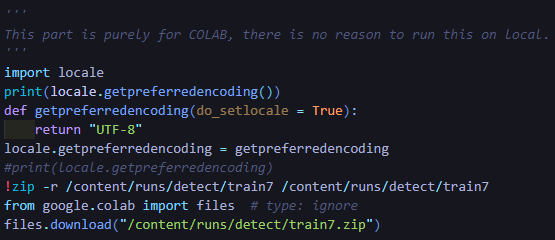 '''
This part is purely for COLAB, there is no reason to run this on local.
'''
import locale
print(locale.getpreferredencoding())
def getpreferredencoding(do_setlocale = True):
    return "UTF-8"
locale.getpreferredencoding = getpreferredencoding
#print(locale.getpreferredencoding)
!zip -r /content/runs/detect/train7 /content/runs/detect/train7
from google.colab import files  # type: ignore
files.download("/content/runs/detect/train7.zip")